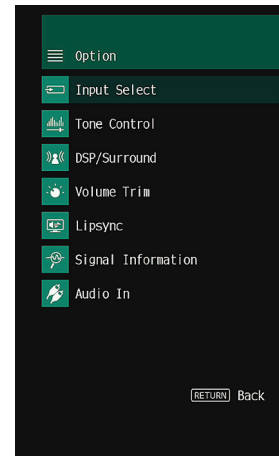 Option
Input Select
Tone Control
DSP/Surround
Volume Trim
Lipsync
Signal Information
Audio In
RETURN Back